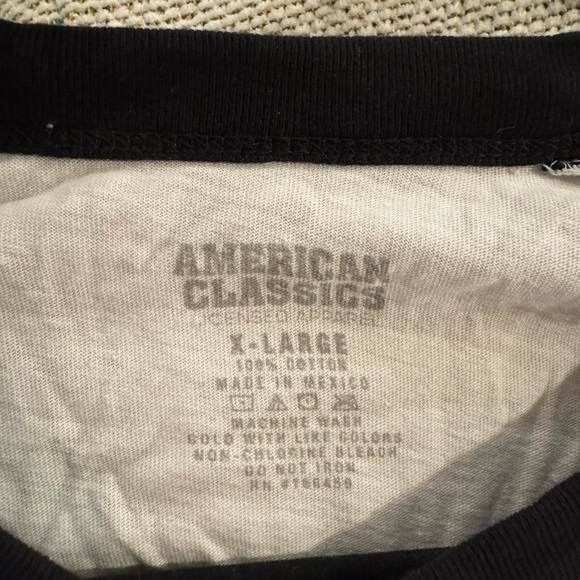 AMERICAN
CLASSICS
LICENSED APPAREL
X-LARGE
100% COTTON
MADE IN MEXICO
MACHINE WASH
COLD WITH LIKE COLORS
NON-CHLORINE BLEACH
DO NOT IRON
RN #